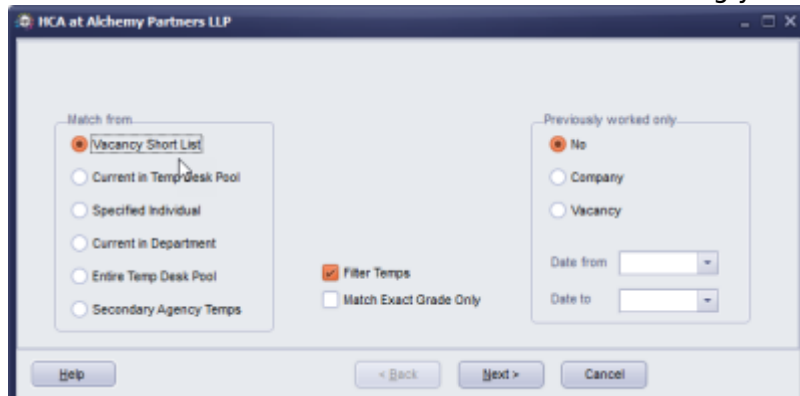 HCA at Alchemy Partners LLP
Match from
Vacancy Short List
Current in Temp Desk Pool
Specified Individual
Current in Department
Entire Temp Desk Pool
Secondary Agency Temps
Filter Temps
Match Exact Grade Only
Previously worked only
No
Company
Vacancy
Date from
Date to
Help
< Back
Next >
Cancel